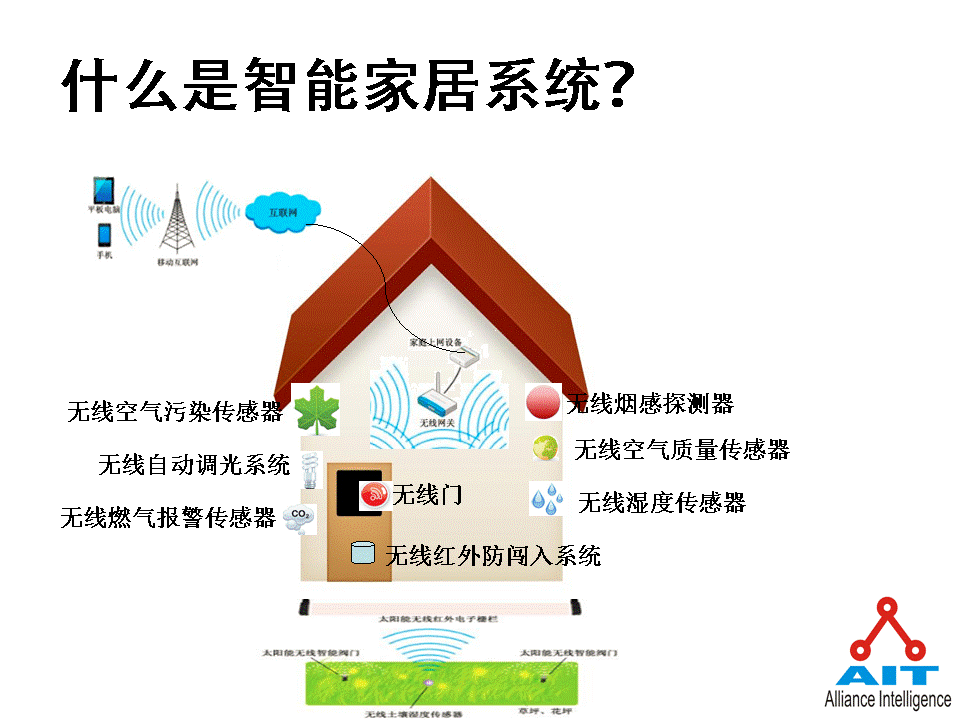 什么是智能家居系统?
平板电脑
互联网
手机
移动互联网
家庭上网设备
无线空气污染传感器
无线烟感探测器
无线网关
无线自动调光系统
无线空气质量传感器
无线门
无线湿度传感器
无线燃气报警传感器
CO2
无线红外防闯入系统
太阳能无线红外电子栅栏
太阳能无线智能阀门
太阳能无线智能阀门
无线土壤湿度传感器
草坪、花坪
AIT
Alliance Intelligence